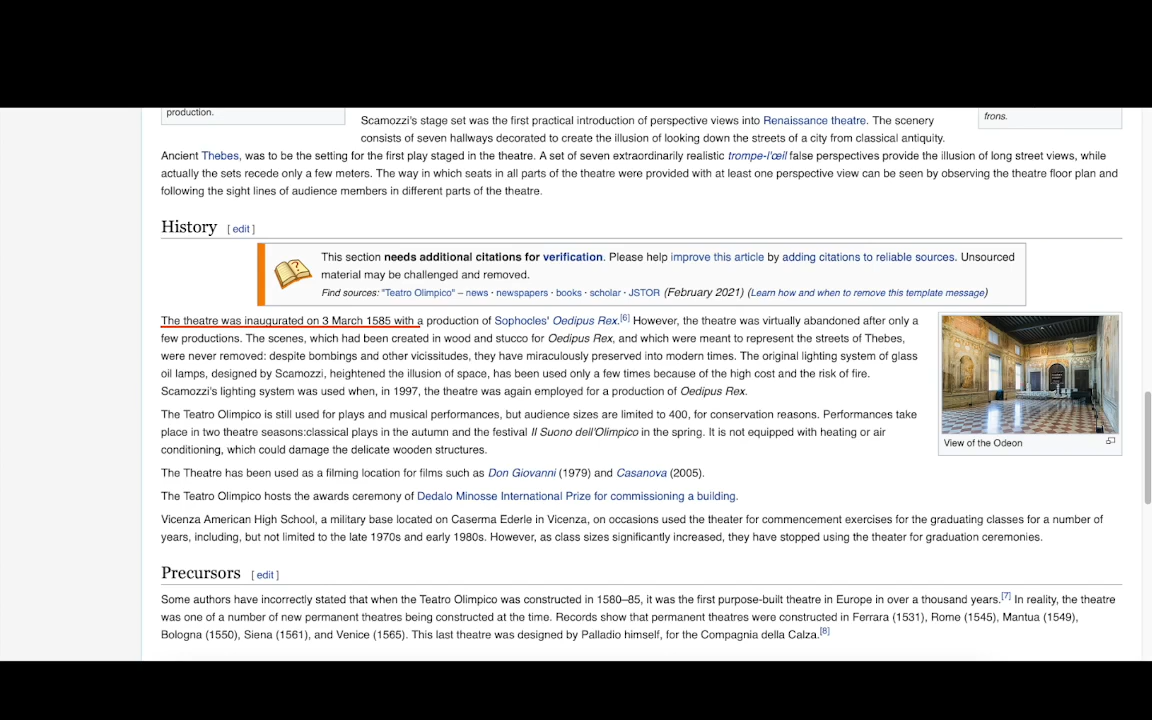 production.
frons.
Scamozzi's stage set was the first practical introduction of perspective views into Renaissance theatre. The scenery
consists of seven hallways decorated to create the illusion of looking down the streets of a city from classical antiquity.
Ancient Thebes, was to be the setting for the first play staged in the theatre. A set of seven extraordinarily realistic trompe-l'œil false perspectives provide the illusion of long street views, while
actually the sets recede only a few meters. The way in which seats in all parts of the theatre were provided with at least one perspective view can be seen by observing the theatre floor plan and
following the sight lines of audience members in different parts of the theatre.
History [ edit ]
This section needs additional citations for verification. Please help improve this article by adding citations to reliable sources. Unsourced
material may be challenged and removed.
Find sources: "Teatro Olimpico" – news · newspapers · books · scholar · JSTOR (February 2021) (Learn how and when to remove this template message)
The theatre was inaugurated on 3 March 1585 with a production of Sophocles' Oedipus Rex.[6] However, the theatre was virtually abandoned after only a
few productions. The scenes, which had been created in wood and stucco for Oedipus Rex, and which were meant to represent the streets of Thebes,
were never removed: despite bombings and other vicissitudes, they have miraculously preserved into modern times. The original lighting system of glass
oil lamps, designed by Scamozzi, heightened the illusion of space, has been used only a few times because of the high cost and the risk of fire.
Scamozzi's lighting system was used when, in 1997, the theatre was again employed for a production of Oedipus Rex.
View of the Odeon
The Teatro Olimpico is still used for plays and musical performances, but audience sizes are limited to 400, for conservation reasons. Performances take
place in two theatre seasons:classical plays in the autumn and the festival Il Suono dell'Olimpico in the spring. It is not equipped with heating or air
conditioning, which could damage the delicate wooden structures.
The Theatre has been used as a filming location for films such as Don Giovanni (1979) and Casanova (2005).
The Teatro Olimpico hosts the awards ceremony of Dedalo Minosse International Prize for commissioning a building.
Vicenza American High School, a military base located on Caserma Ederle in Vicenza, on occasions used the theater for commencement exercises for the graduating classes for a number of
years, including, but not limited to the late 1970s and early 1980s. However, as class sizes significantly increased, they have stopped using the theater for graduation ceremonies.
Precursors [ edit ]
Some authors have incorrectly stated that when the Teatro Olimpico was constructed in 1580–85, it was the first purpose-built theatre in Europe in over a thousand years.[7] In reality, the theatre
was one of a number of new permanent theatres being constructed at the time. Records show that permanent theatres were constructed in Ferrara (1531), Rome (1545), Mantua (1549),
Bologna (1550), Siena (1561), and Venice (1565). This last theatre was designed by Palladio himself, for the Compagnia della Calza.[8]